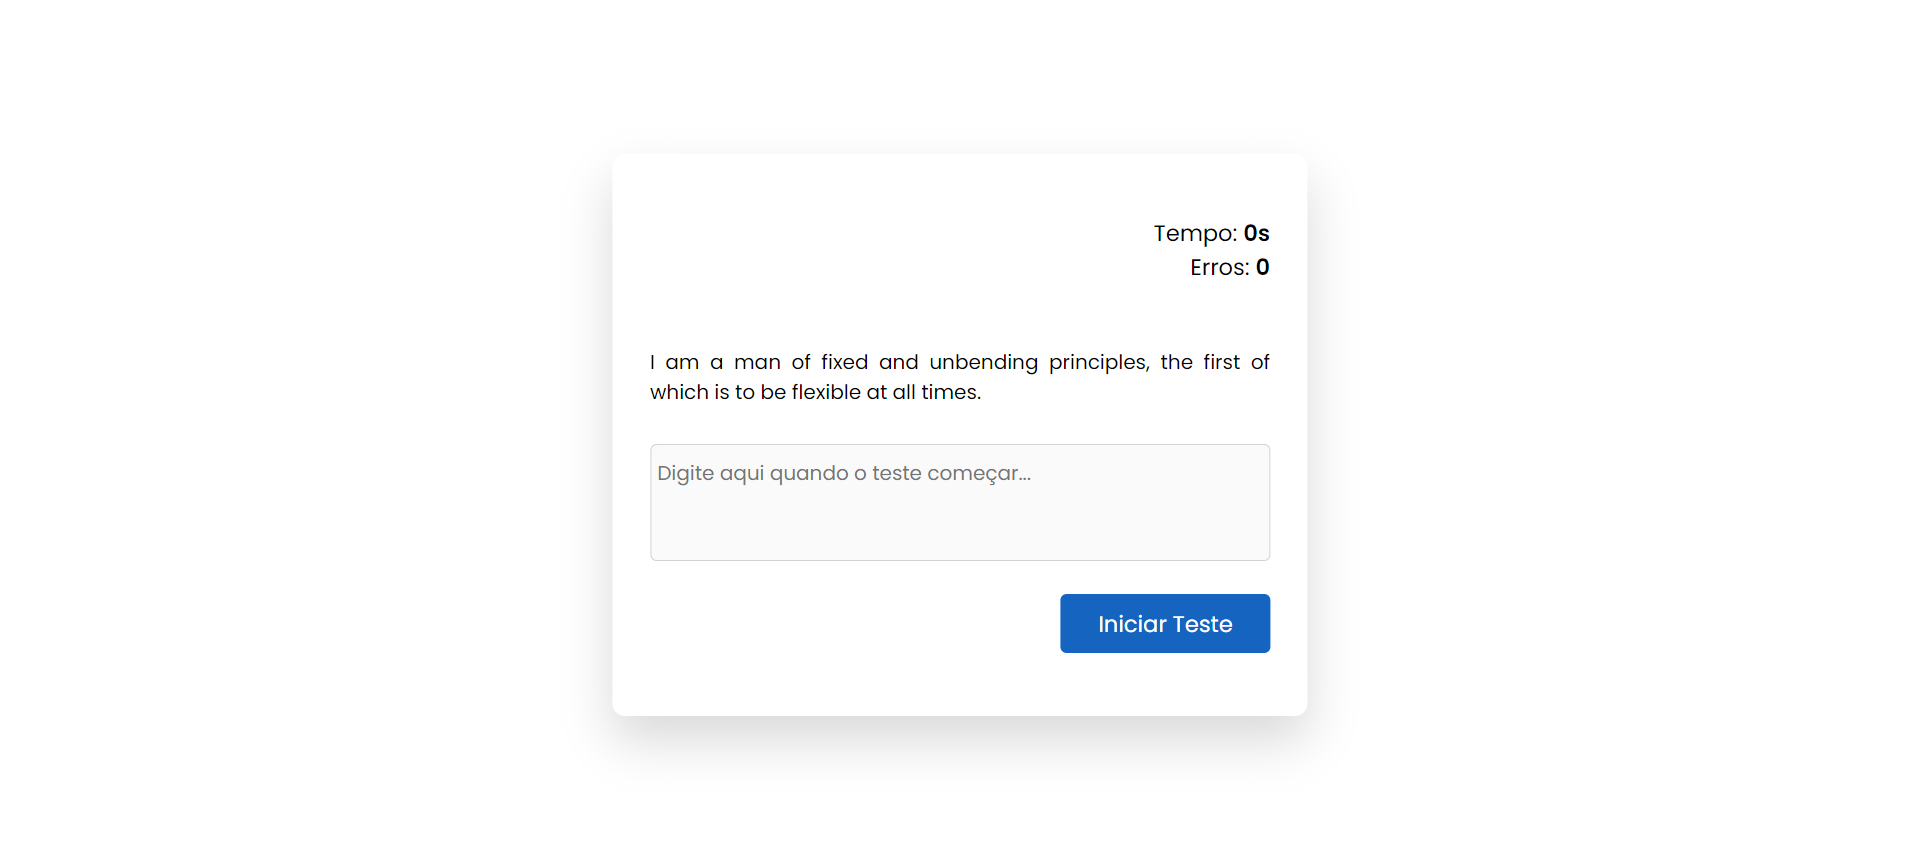 Tempo: 0s
Erros: 0
I am a man of fixed and unbending principles, the first of
which is to be flexible at all times.
Digite aqui quando o teste começar...
Iniciar Teste